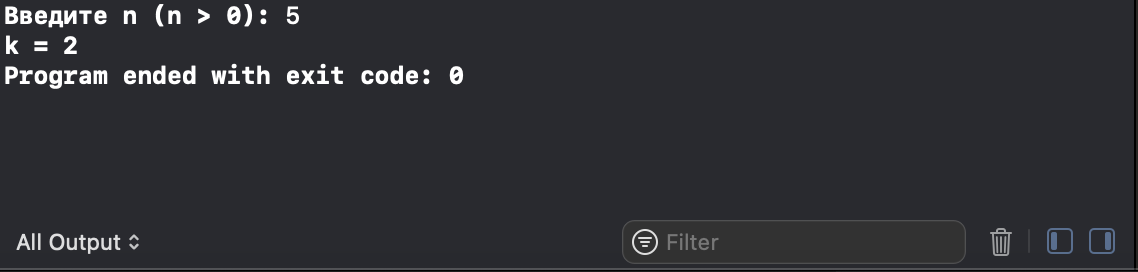 Введите n (n > 0): 5
k = 2
Program ended with exit code: 0
All Output
Filter